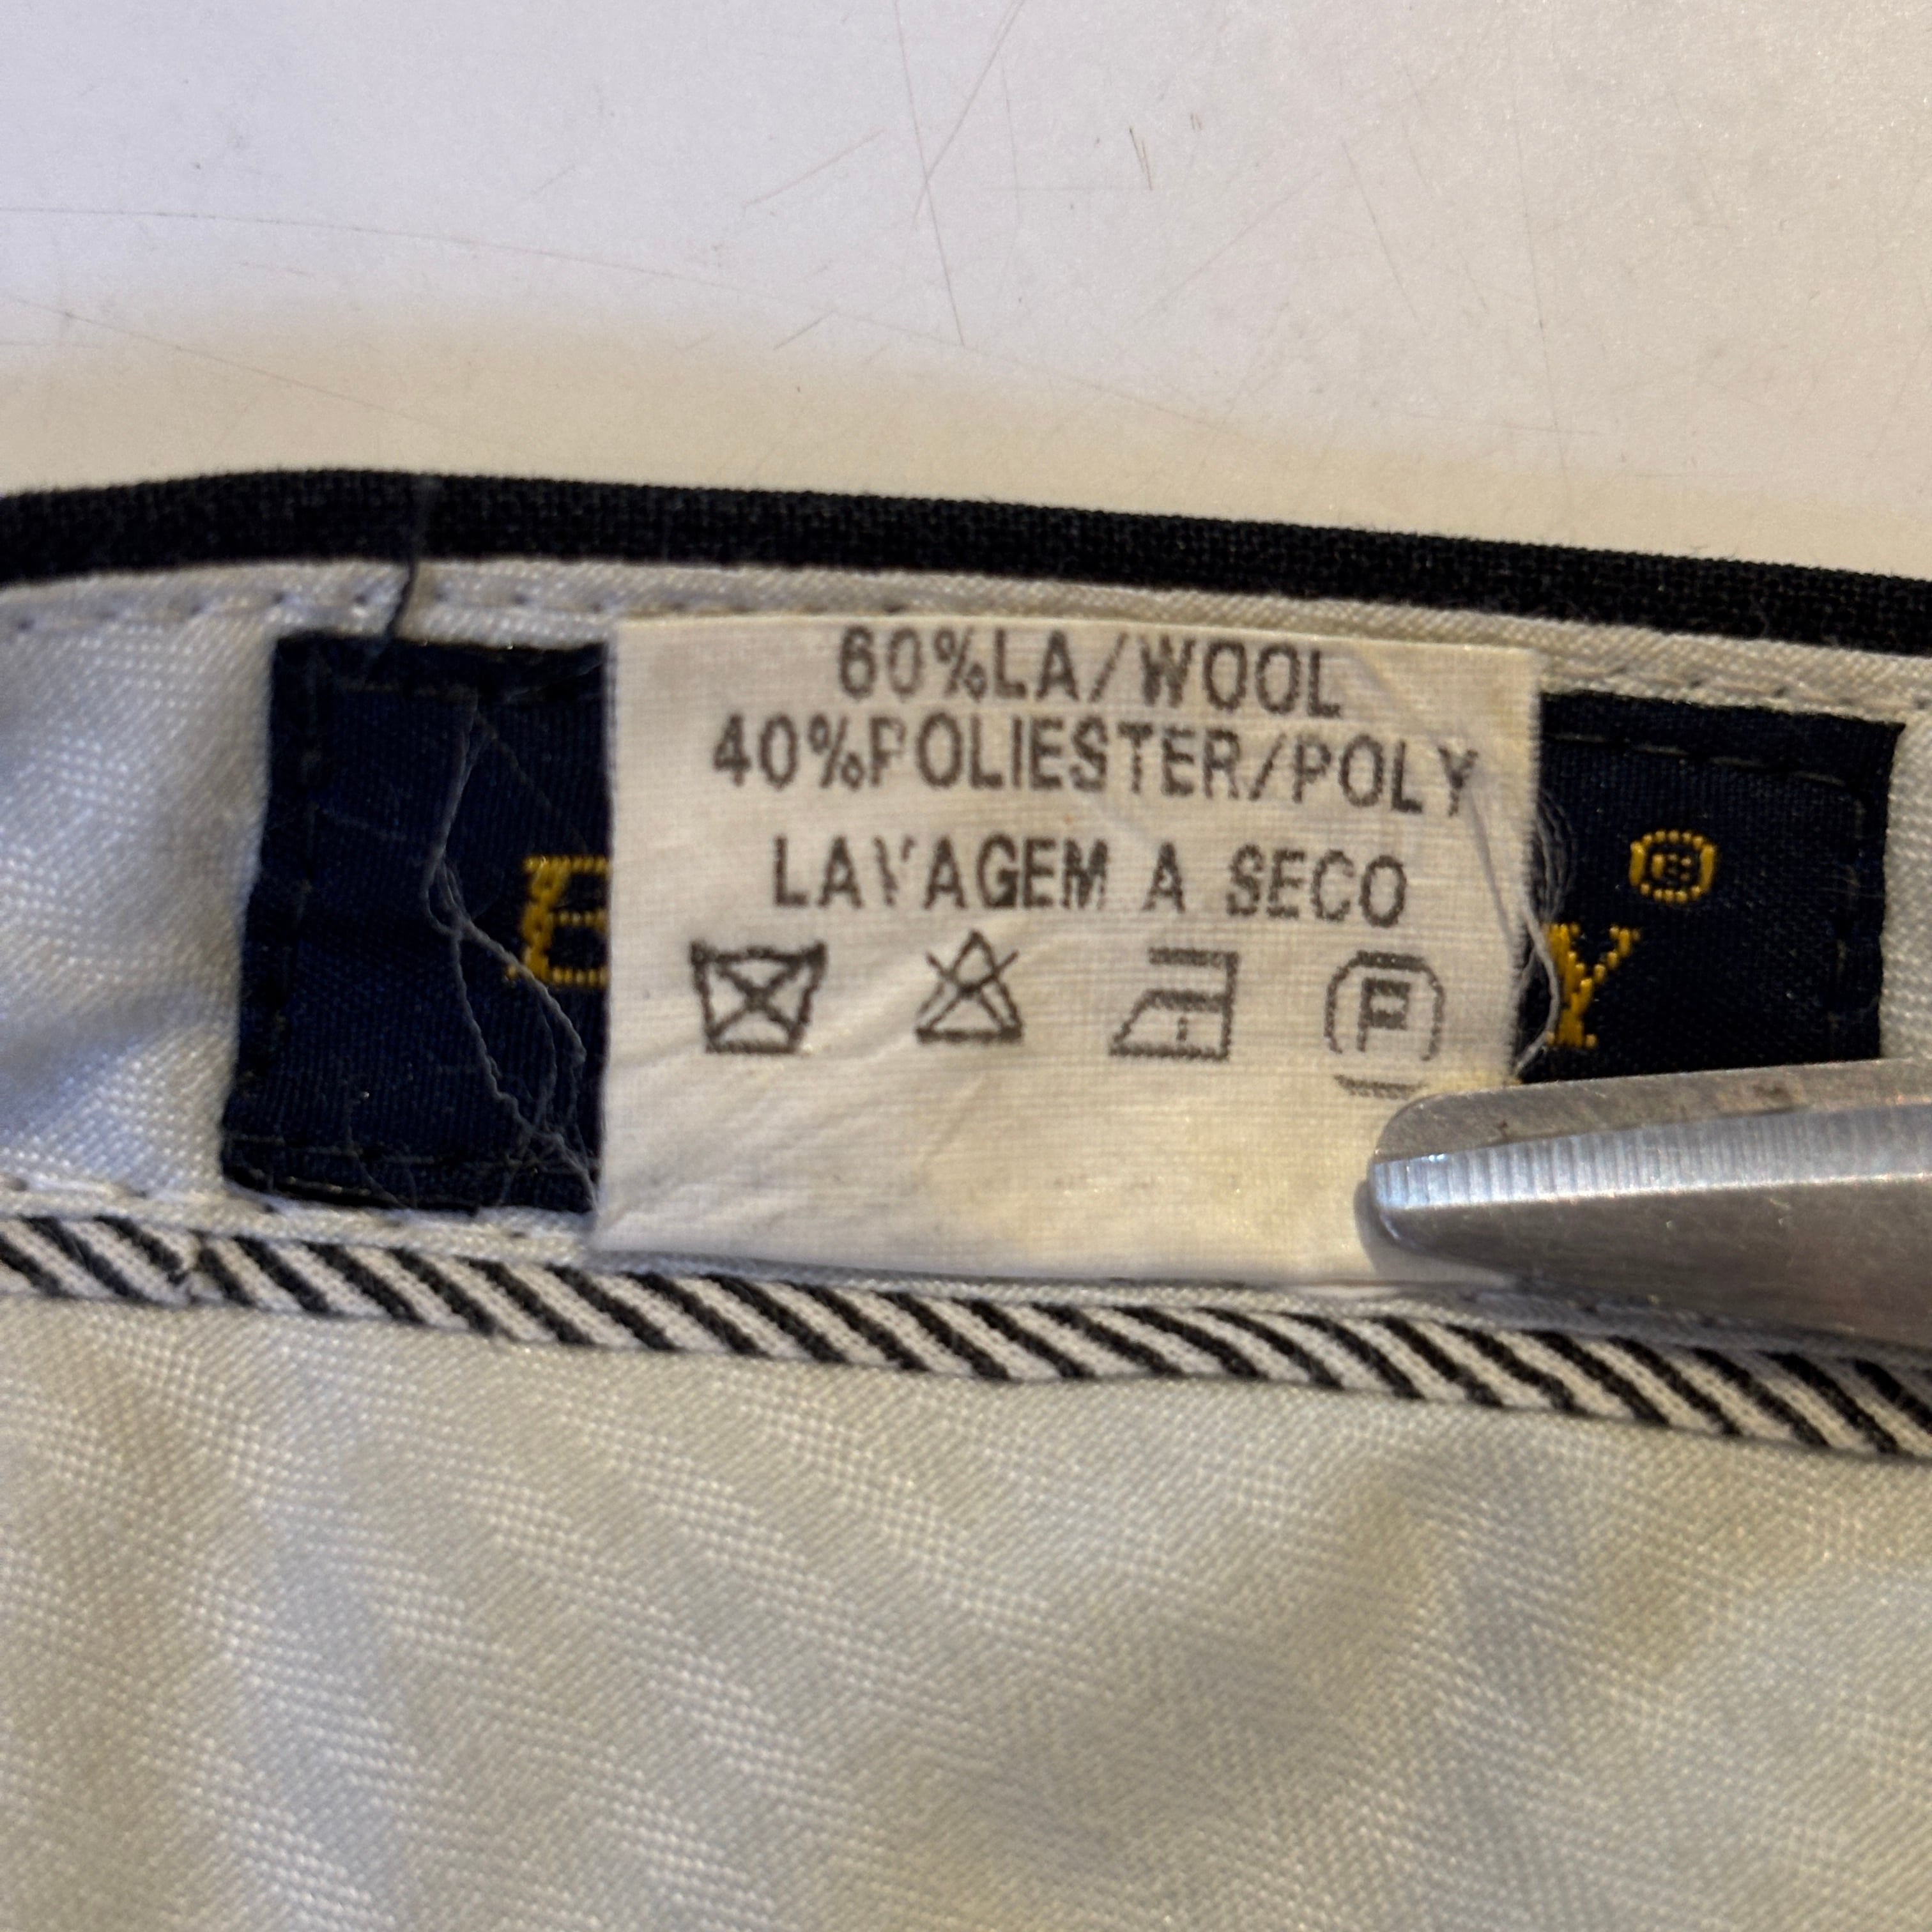 60%LA/WOOL
40%POLIESTER/POLY
LAVAGEM A SECO
P